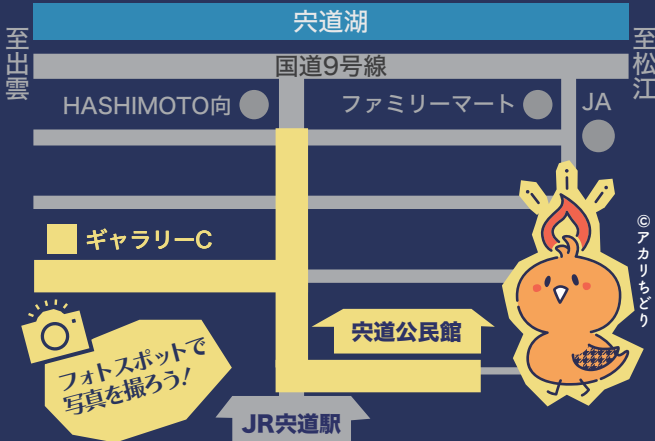 宍道湖
至出雲
至松江
国道9号線
HASHIMOTO向
ファミリーマート
JA
ギャラリーC
©アカリちどり
宍道公民館
フォトスポットで
写真を撮ろう!
JR宍道駅